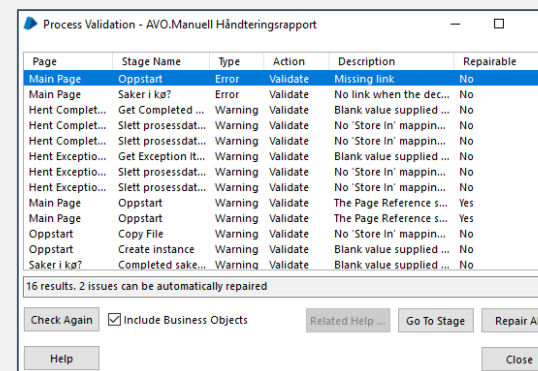 Process Validation - AVO.Manuell Håndteringsrapport
Page Stage Name Type Action Description Repairable
Main Page Oppstart Error Validate Missing link No
Main Page Saker i kø? Error Validate No link when the dec... No
Hent Complet... Get Completed ... Warning Validate Blank value supplied ... No
Hent Complet... Slett prosessdat... Warning Validate No 'Store In' mappin... No
Hent Complet... Slett prosessdat... Warning Validate No 'Store In' mappin... No
Hent Exceptio... Get Exception It... Warning Validate Blank value supplied ... No
Hent Exceptio... Slett prosessdat... Warning Validate No 'Store In' mappin... No
Hent Exceptio... Slett prosessdat... Warning Validate No 'Store In' mappin... No
Main Page Oppstart Warning Validate The Page Reference s... Yes
Main Page Oppstart Warning Validate The Page Reference s... Yes
Oppstart Copy File Warning Validate No 'Store In' mappin... No
Oppstart Create instance Warning Validate Blank value supplied ... No
Saker i kø? Completed sake... Warning Validate Blank value supplied ... No
16 results. 2 issues can be automatically repaired
Check Again Include Business Objects Related Help ... Go To Stage Repair Al
Help Close